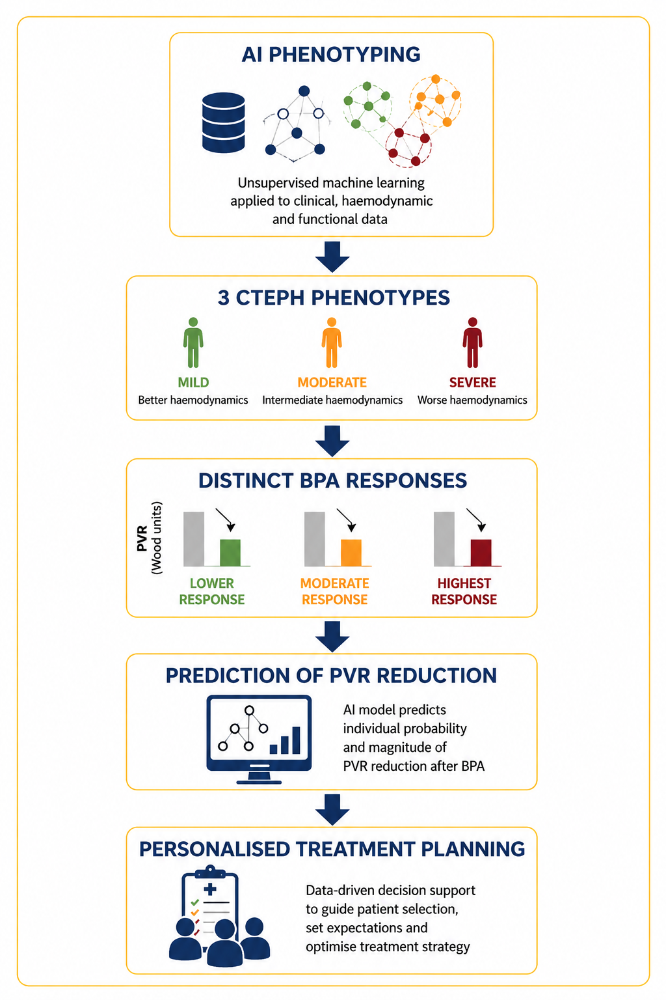 AI PHENOTYPING
Unsupervised machine learning
applied to clinical, haemodynamic
and functional data
3 CTEPH PHENOTYPES
MILD
Better haemodynamics
MODERATE
Intermediate haemodynamics
SEVERE
Worse haemodynamics
DISTINCT BPA RESPONSES
PVR
(Wood units)
LOWER
RESPONSE
MODERATE
RESPONSE
HIGHEST
RESPONSE
PREDICTION OF PVR REDUCTION
AI model predicts
individual probability
and magnitude of
PVR reduction after BPA
PERSONALISED TREATMENT PLANNING
Data-driven decision support
to guide patient selection,
set expectations and
optimise treatment strategy